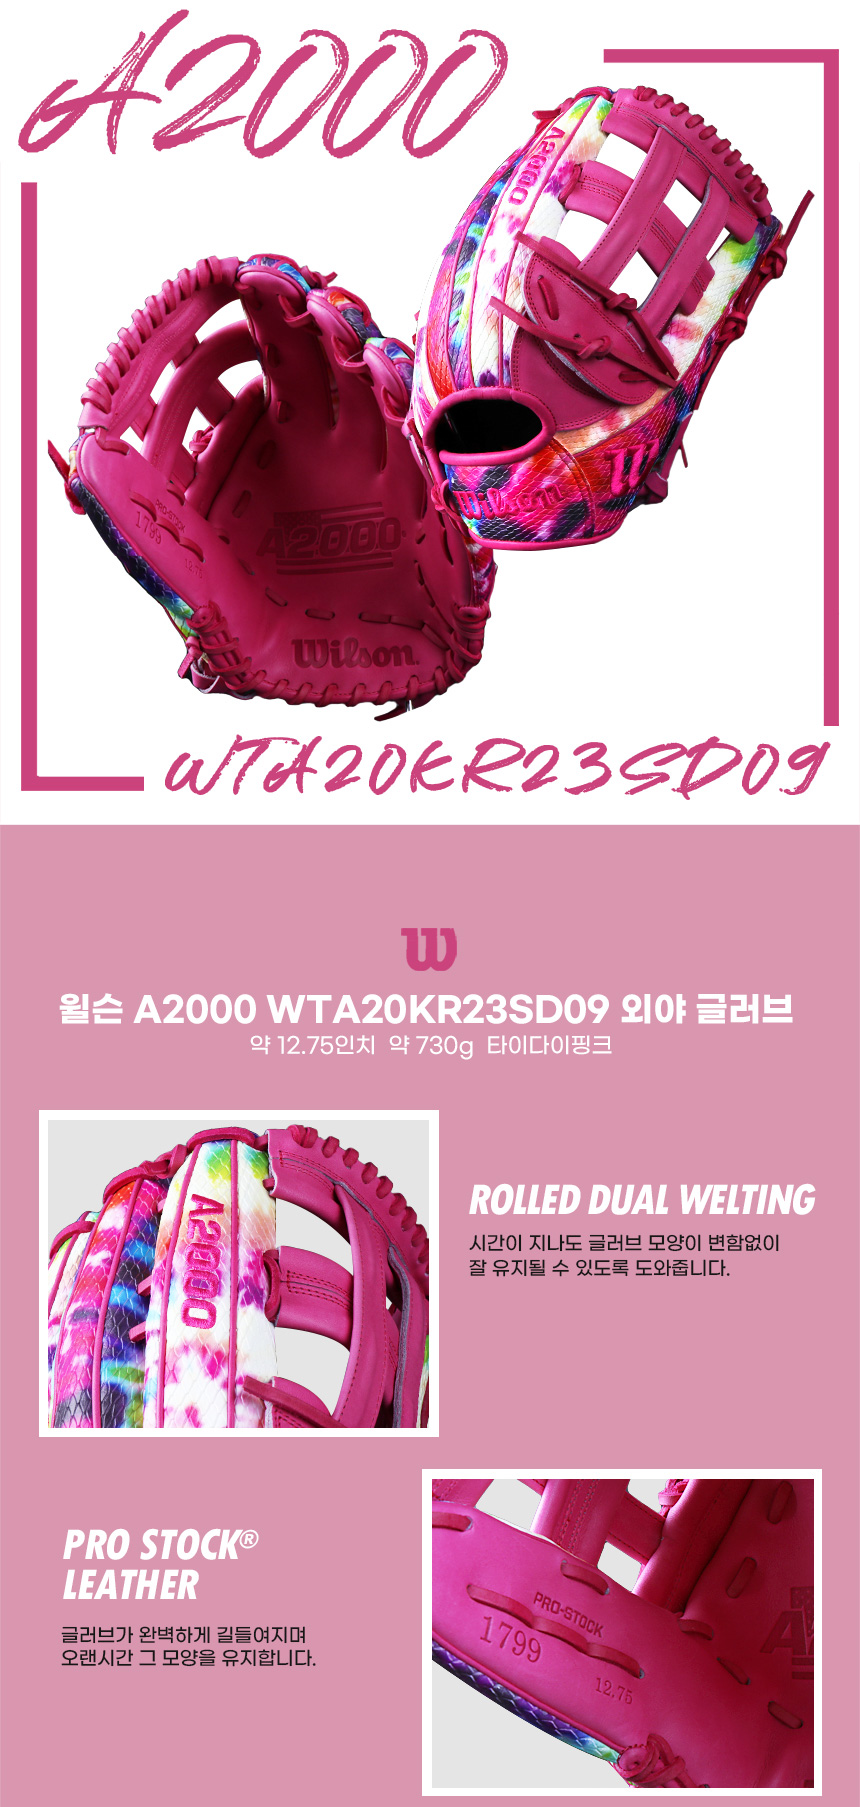 A2000
A2000
Wilson
W
PRO-STOCK
1799
12.75
A2000
Wilson
WTA20KR23SD09
W
윌슨 A2000 WTA20KR23SD09 외야 글러브
약 12.75인치 약 730g 타이다이핑크
A2000
ROLLED DUAL WELTING
시간이 지나도 글러브 모양이 변함없이
잘 유지될 수 있도록 도와줍니다.
PRO STOCK®
LEATHER
글러브가 완벽하게 길들여지며
오랜시간 그 모양을 유지합니다.
PRO-STOCK
1799
12.75